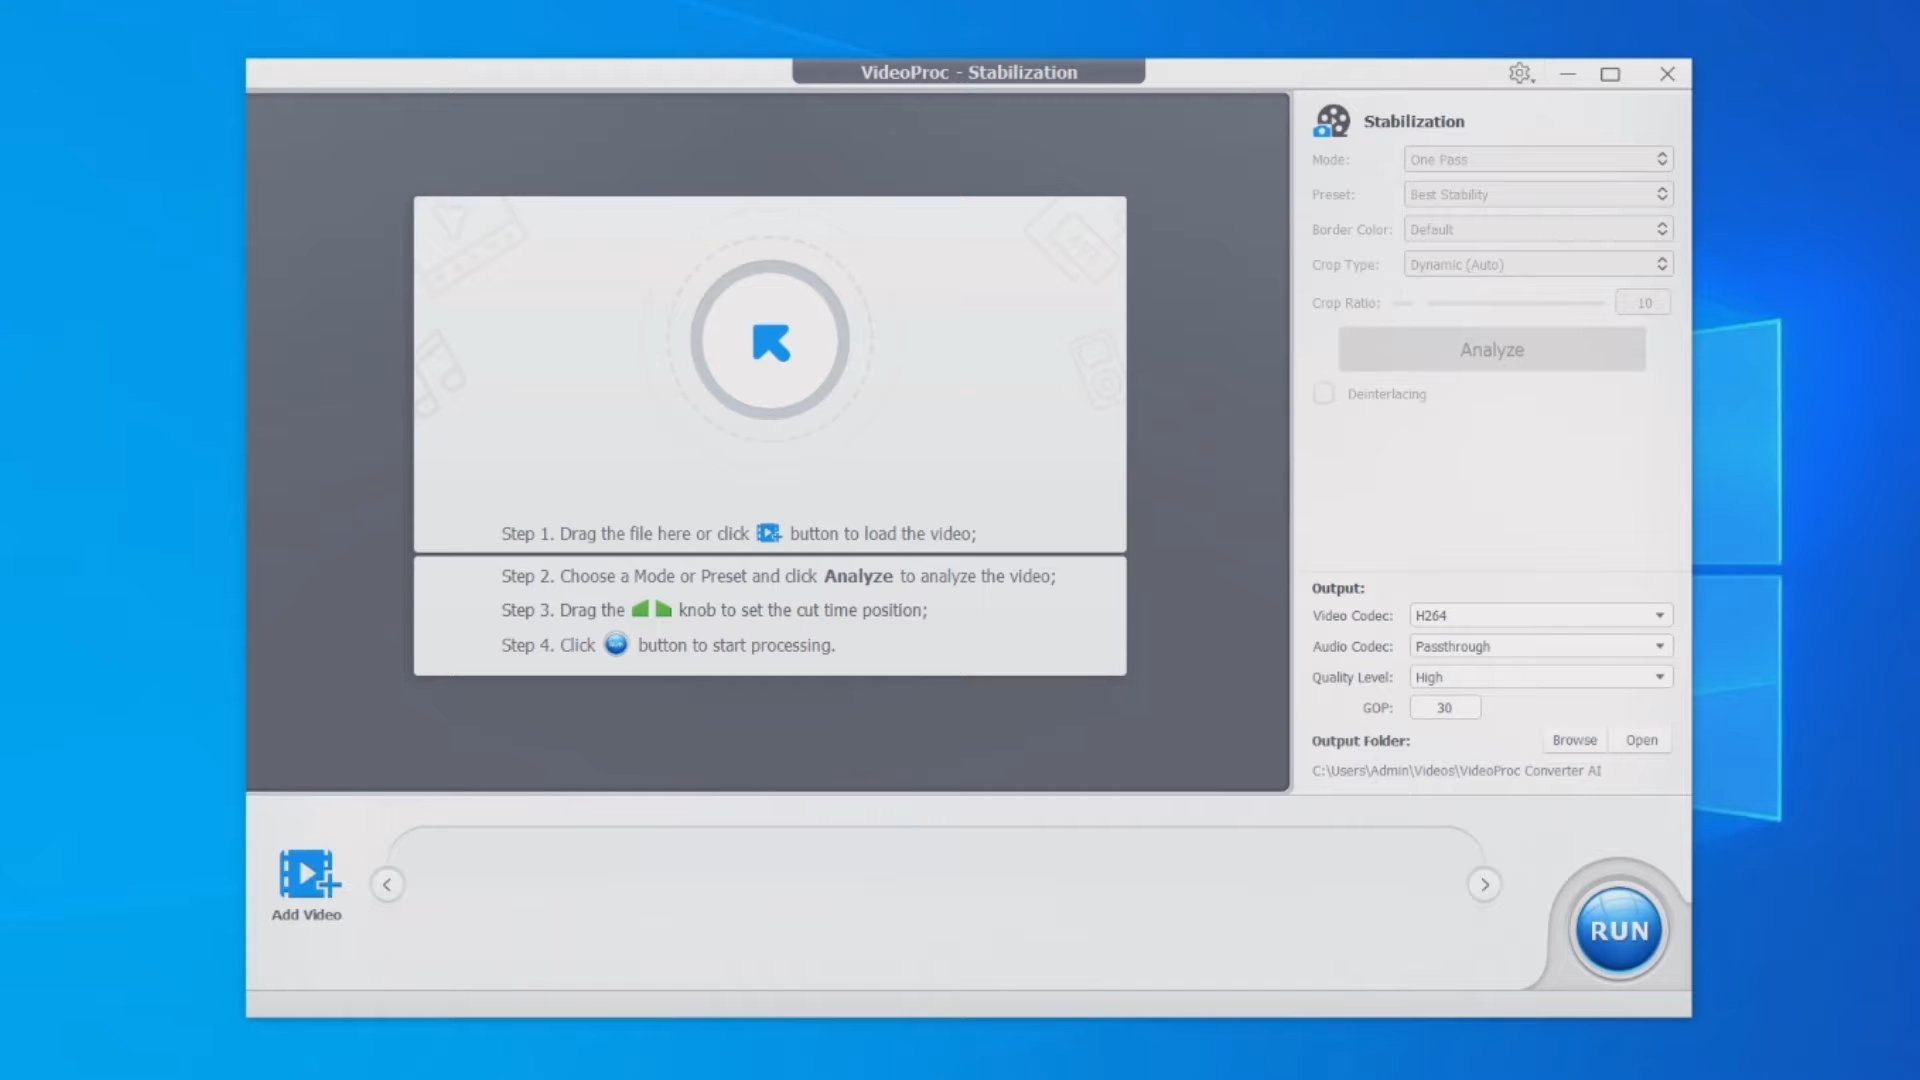 VideoProc - Stabilization
Stabilization
Mode: One Pass
Preset: Best Stability
Border Color: Default
Crop Type: Dynamic (Auto)
Crop Ratio: 10
Analyze
Deinterlacing
Step 1. Drag the file here or click button to load the video;
Step 2. Choose a Mode or Preset and click Analyze to analyze the video;
Step 3. Drag the knob to set the cut time position;
Step 4. Click button to start processing.
Output:
Video Codec: H264
Audio Codec: Passthrough
Quality Level: High
GOP: 30
Output Folder: Browse Open
C:\Users\Admin\Videos\VideoProc Converter AI
Add Video
RUN